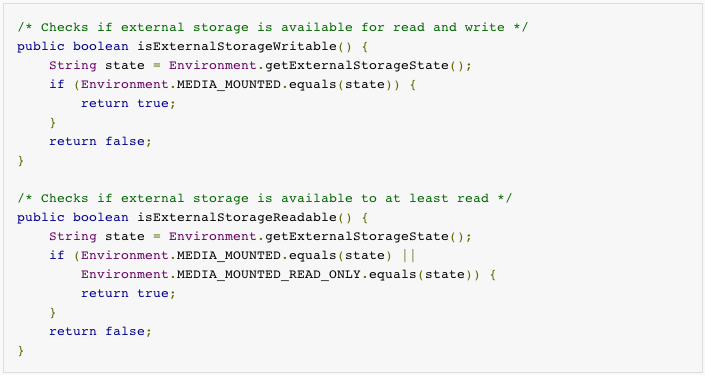 /* Checks if external storage is available for read and write */
public boolean isExternalStorageWritable() {
    String state = Environment.getExternalStorageState();
    if (Environment.MEDIA_MOUNTED.equals(state)) {
        return true;
    }
    return false;
}

/* Checks if external storage is available to at least read */
public boolean isExternalStorageReadable() {
    String state = Environment.getExternalStorageState();
    if (Environment.MEDIA_MOUNTED.equals(state) ||
        Environment.MEDIA_MOUNTED_READ_ONLY.equals(state)) {
        return true;
    }
    return false;
}